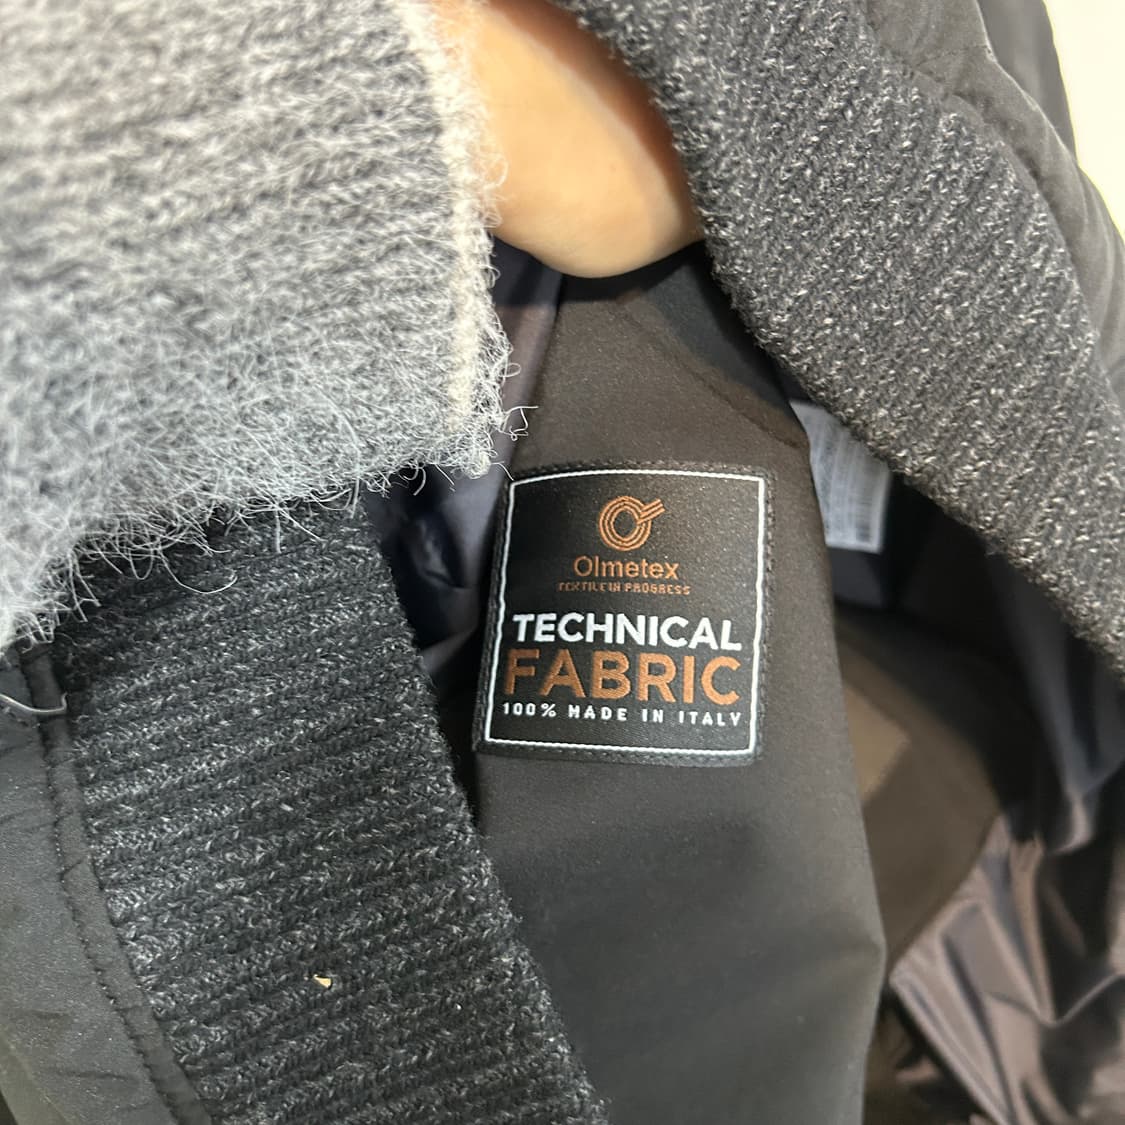 Olmetex
TEXTILE IN PROGRESS
TECHNICAL
FABRIC
100% MADE IN ITALY